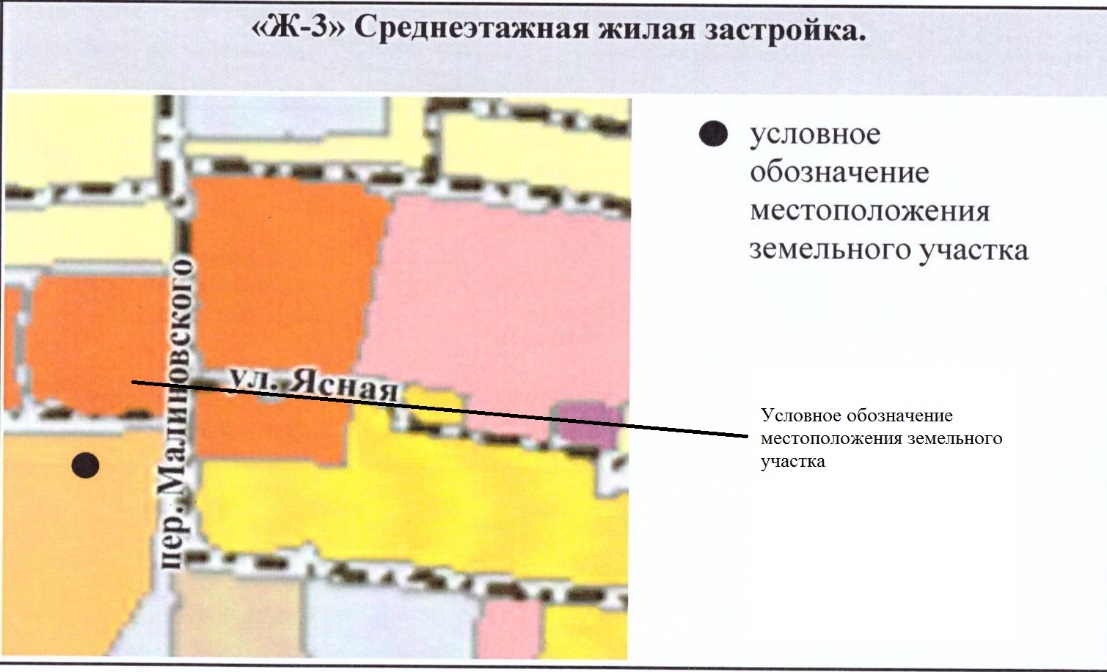 «Ж-3» Среднеэтажная жилая застройка.
условное
обозначение
местоположения
земельного участка
пер. Малиновского
ул. Ясная
Условное обозначение
местоположения земельного
участка